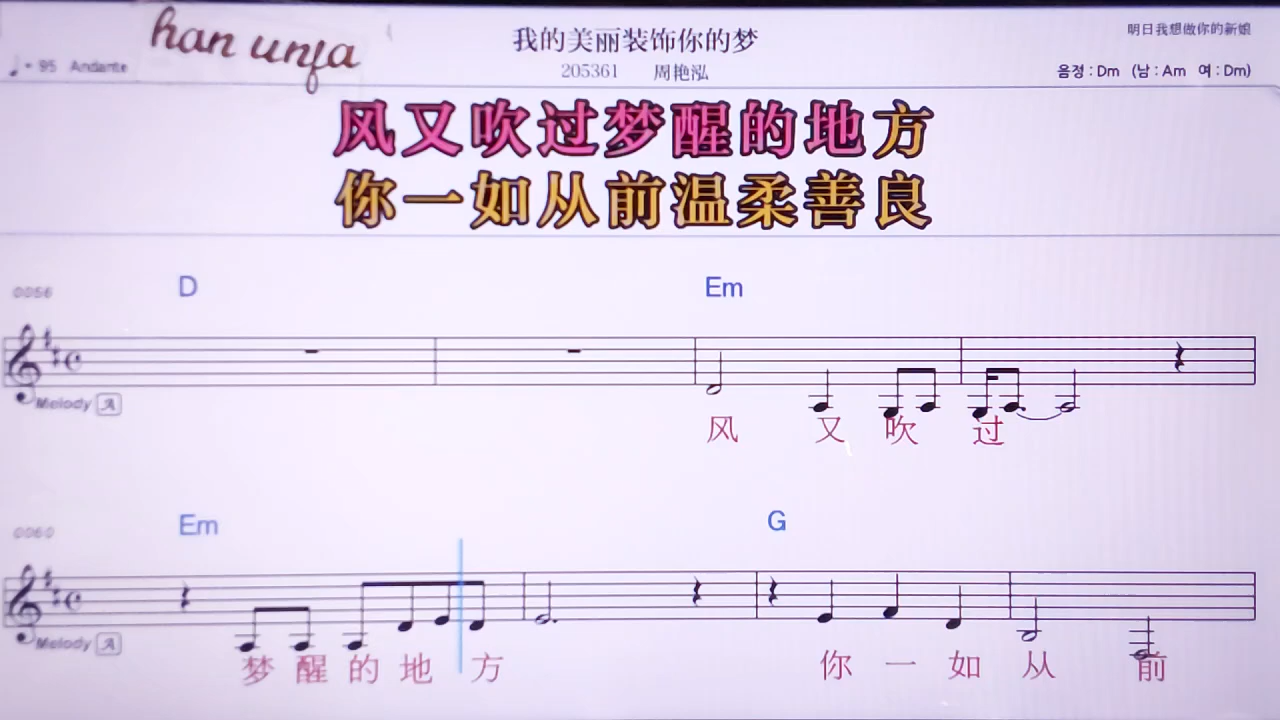 han unfa
我的美丽装饰你的梦
明日我想做你的新娘
♩= 95 Andante
205361 周艳泓
음정 : Dm (남 : Am 여 : Dm)
风又吹过梦醒的地方
你一如从前温柔善良
0056
D Em
Melody A
风 又 吹 过
0060
Em G
Melody A
梦 醒 的 地 方 你 一 如 从 前